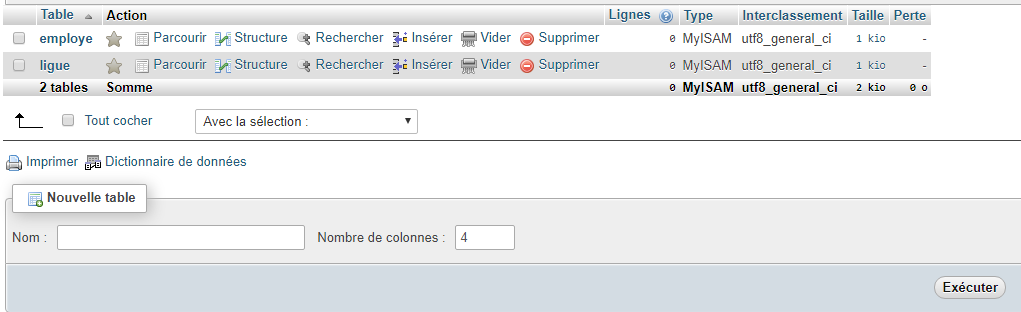 Table Action Lignes Type Interclassement Taille Perte
employe Parcourir Structure Rechercher Insérer Vider Supprimer 0 MyISAM utf8_general_ci 1 kio -
ligue Parcourir Structure Rechercher Insérer Vider Supprimer 0 MyISAM utf8_general_ci 1 kio -
2 tables Somme 0 MyISAM utf8_general_ci 2 kio 0 o
Tout cocher Avec la sélection :
Imprimer Dictionnaire de données
Nouvelle table
Nom : Nombre de colonnes : 4
Exécuter